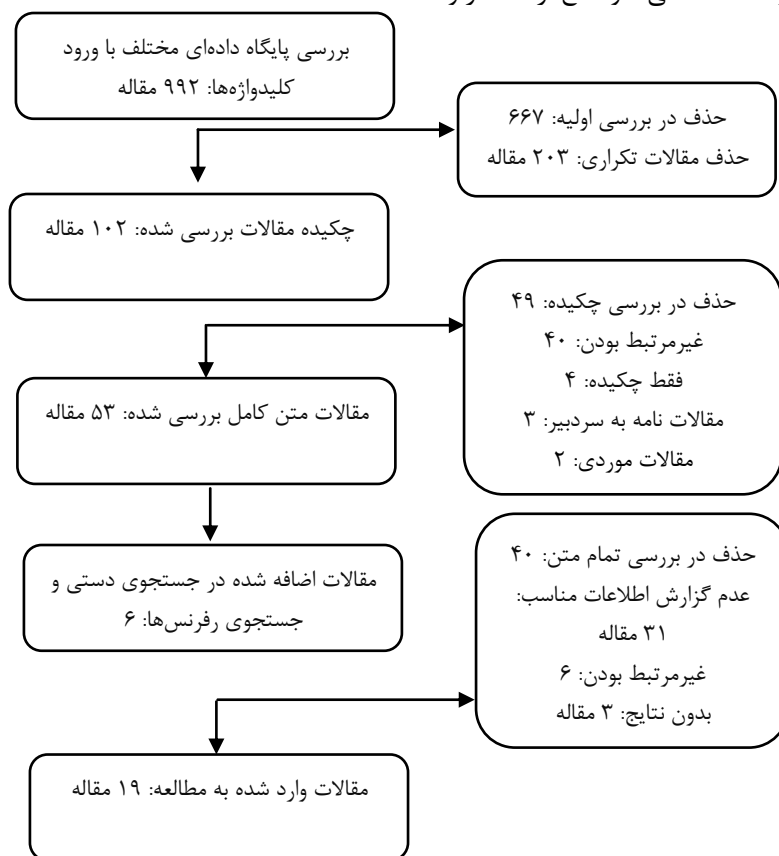 بررسی پایگاه داده‌ای مختلف با ورود
کلیدواژه‌ها: ۹۹۲ مقاله
حذف در بررسی اولیه: ۶۶۷
حذف مقالات تکراری: ۲۰۳ مقاله
چکیده مقالات بررسی شده: ۱۰۲ مقاله
حذف در بررسی چکیده: ۴۹
غیرمرتبط بودن: ۴۰
فقط چکیده: ۴
مقالات نامه به سردبیر: ۳
مقالات موردی: ۲
مقالات متن کامل بررسی شده: ۵۳ مقاله
مقالات اضافه شده در جستجوی دستی و
جستجوی رفرنس‌ها: ۶
حذف در بررسی تمام متن: ۴۰
عدم گزارش اطلاعات مناسب:
۳۱ مقاله
غیرمرتبط بودن: ۶
بدون نتایج: ۳ مقاله
مقالات وارد شده به مطالعه: ۱۹ مقاله